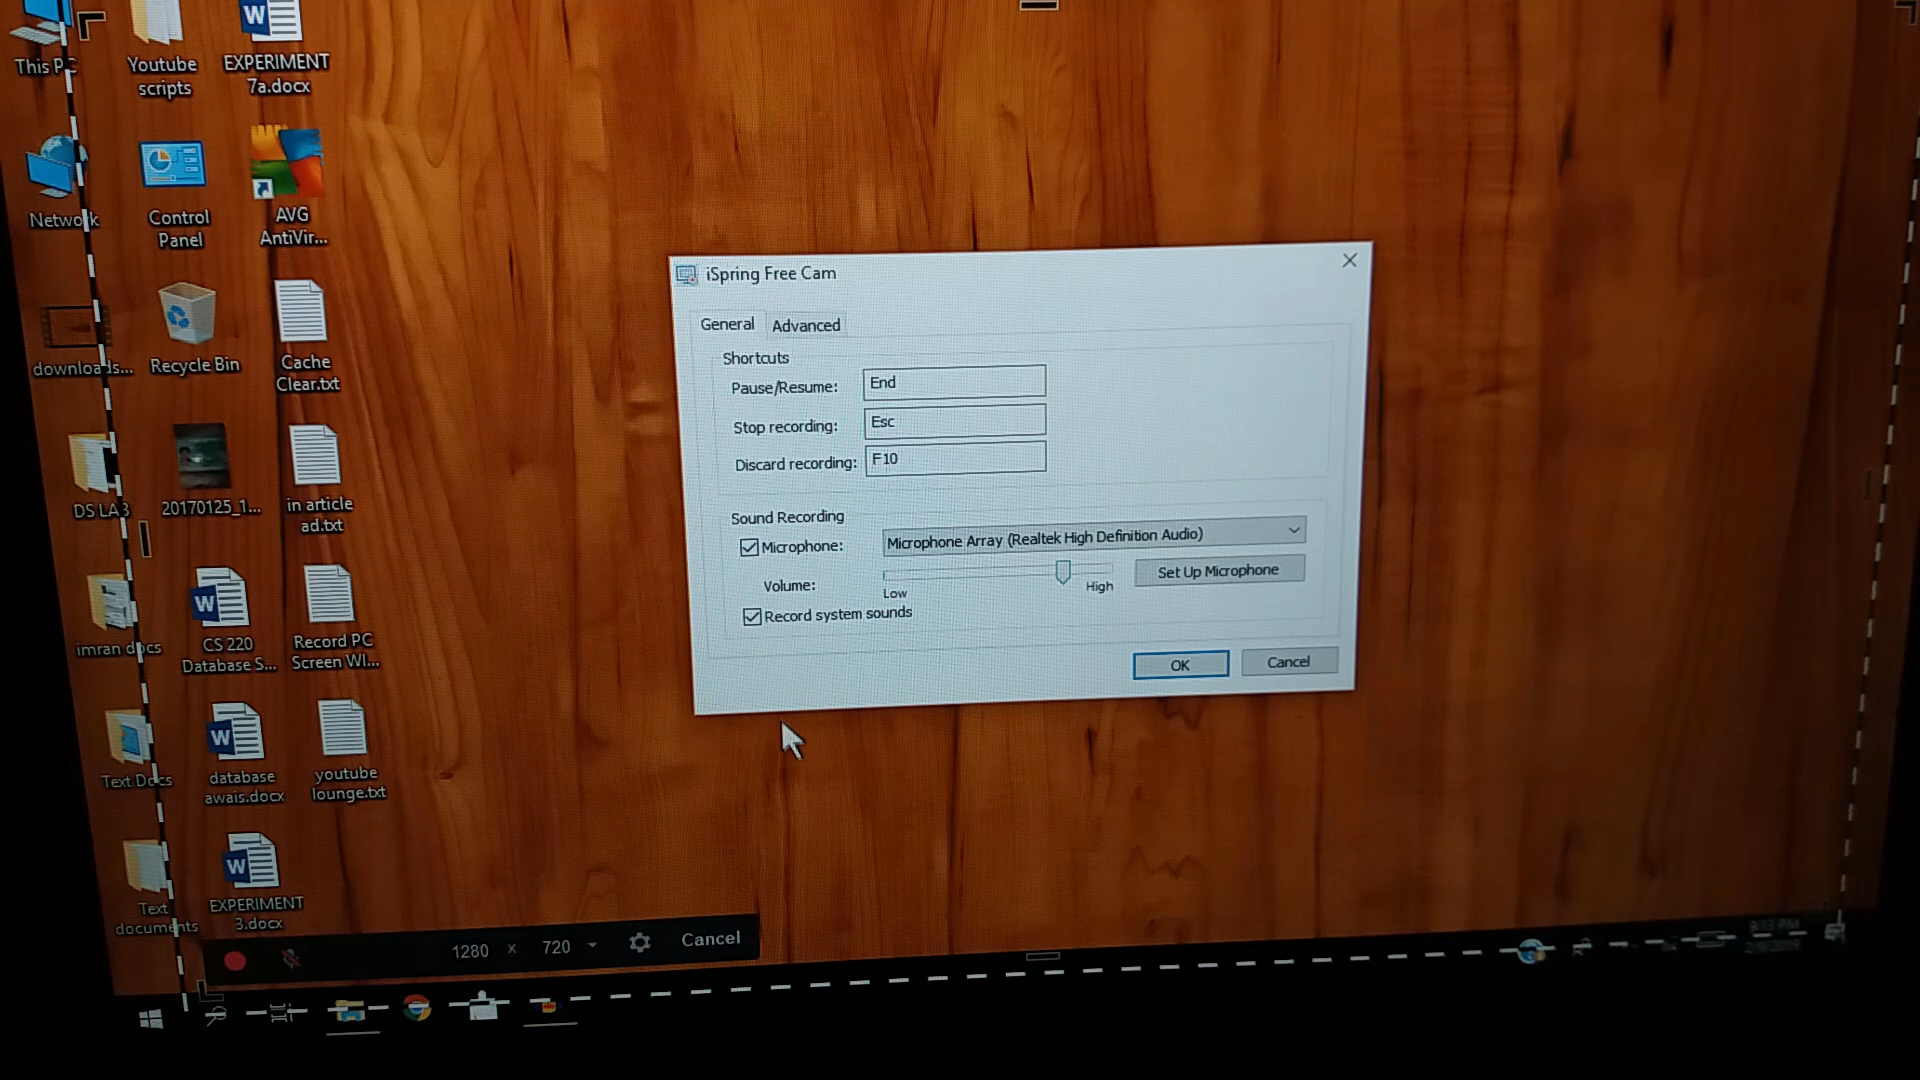 This PC
Youtube
scripts
EXPERIMENT
7a.docx
Network
Control
Panel
AVG
AntiVir...
downloads...
Recycle Bin
Cache
Clear.txt
DS LAB
20170125_1...
in article
ad.txt
imran docs
CS 220
Database S...
Record PC
Screen WI...
Text Docs
database
awais.docx
youtube
lounge.txt
Text
documents
EXPERIMENT
3.docx
iSpring Free Cam
General
Advanced
Shortcuts
Pause/Resume:
End
Stop recording:
Esc
Discard recording:
F10
Sound Recording
Microphone:
Microphone Array (Realtek High Definition Audio)
Volume:
Low
High
Set Up Microphone
Record system sounds
OK
Cancel
1280 x 720
Cancel